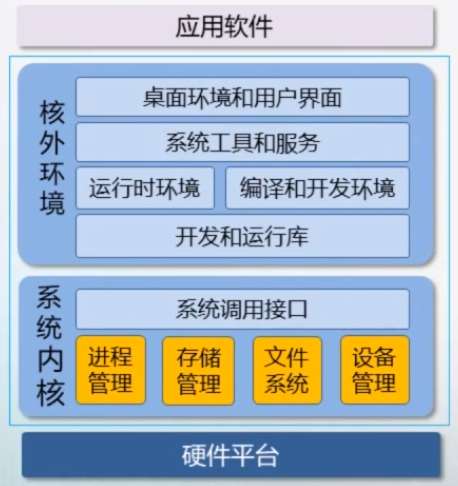 应用软件
核外环境
桌面环境和用户界面
系统工具和服务
运行时环境
编译和开发环境
开发和运行库
系统内核
系统调用接口
进程
管理
存储
管理
文件
系统
设备
管理
硬件平台